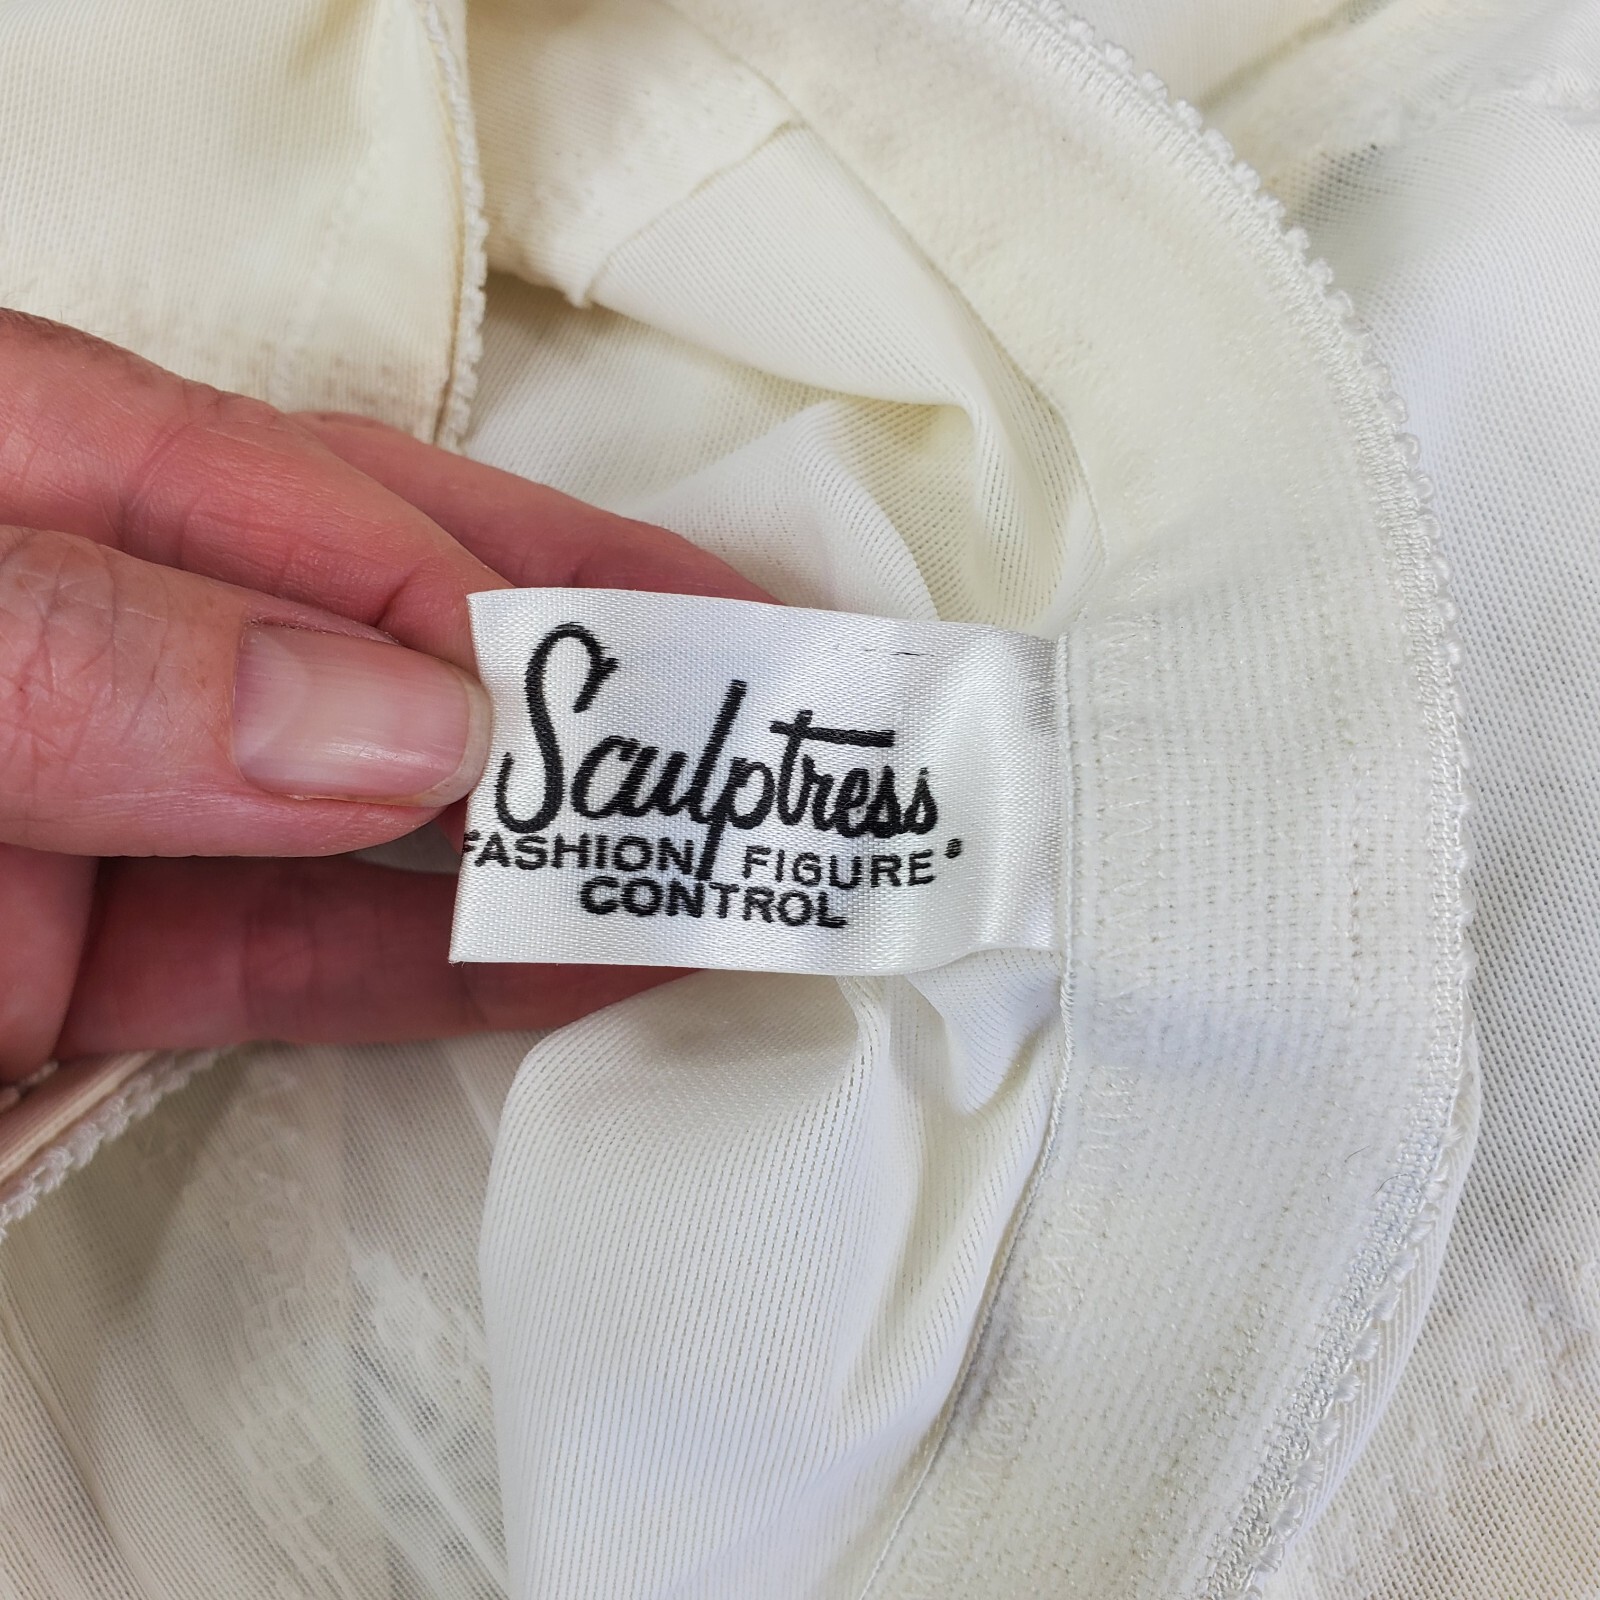 Sculptress
FASHION FIGURE
CONTROL